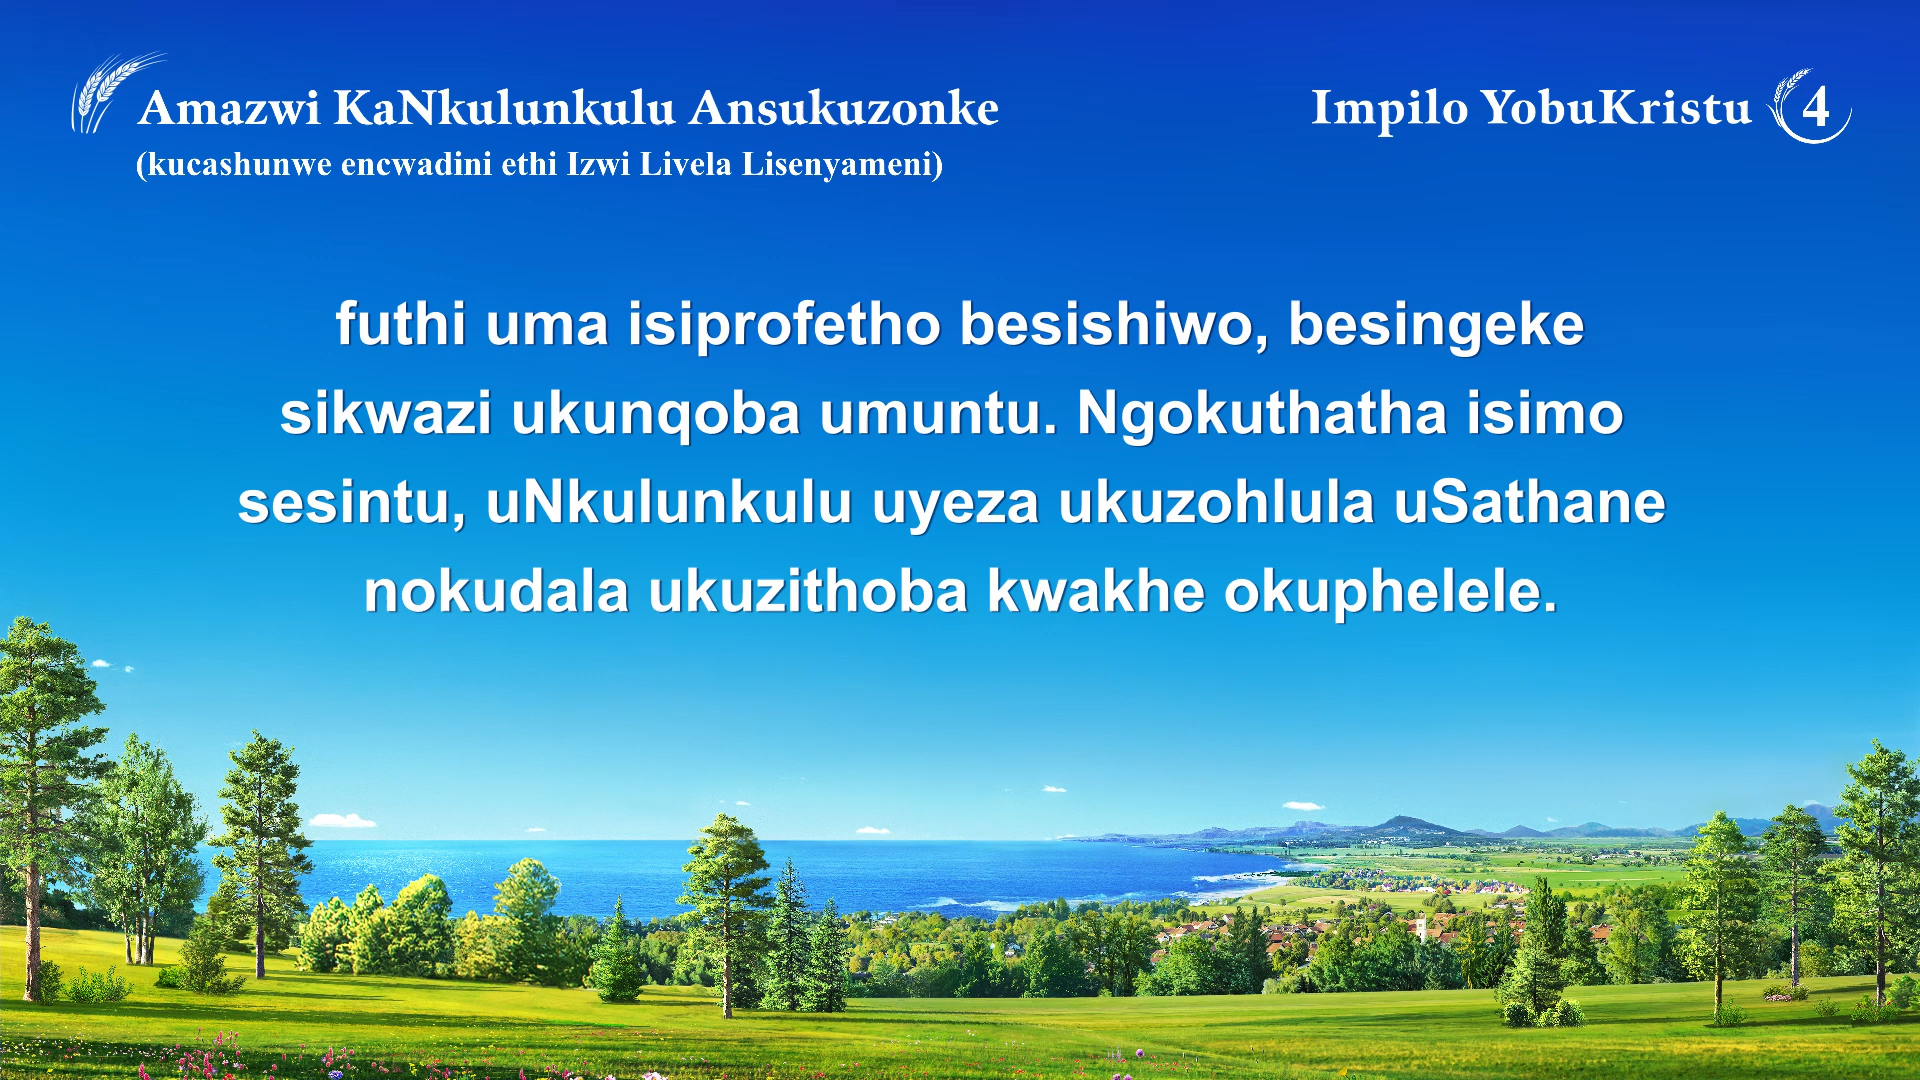 Amazwi KaNkulunkulu Ansukuzonke
(kucashunwe encwadini ethi Izwi Livela Lisenyameni)
Impilo YobuKristu 4
futhi uma isiprofetho besishiwo, besingeke
sikwazi ukunqoba umuntu. Ngokuthatha isimo
sesintu, uNkulunkulu uyeza ukuzohlula uSathane
nokudala ukuzithoba kwakhe okuphelele.